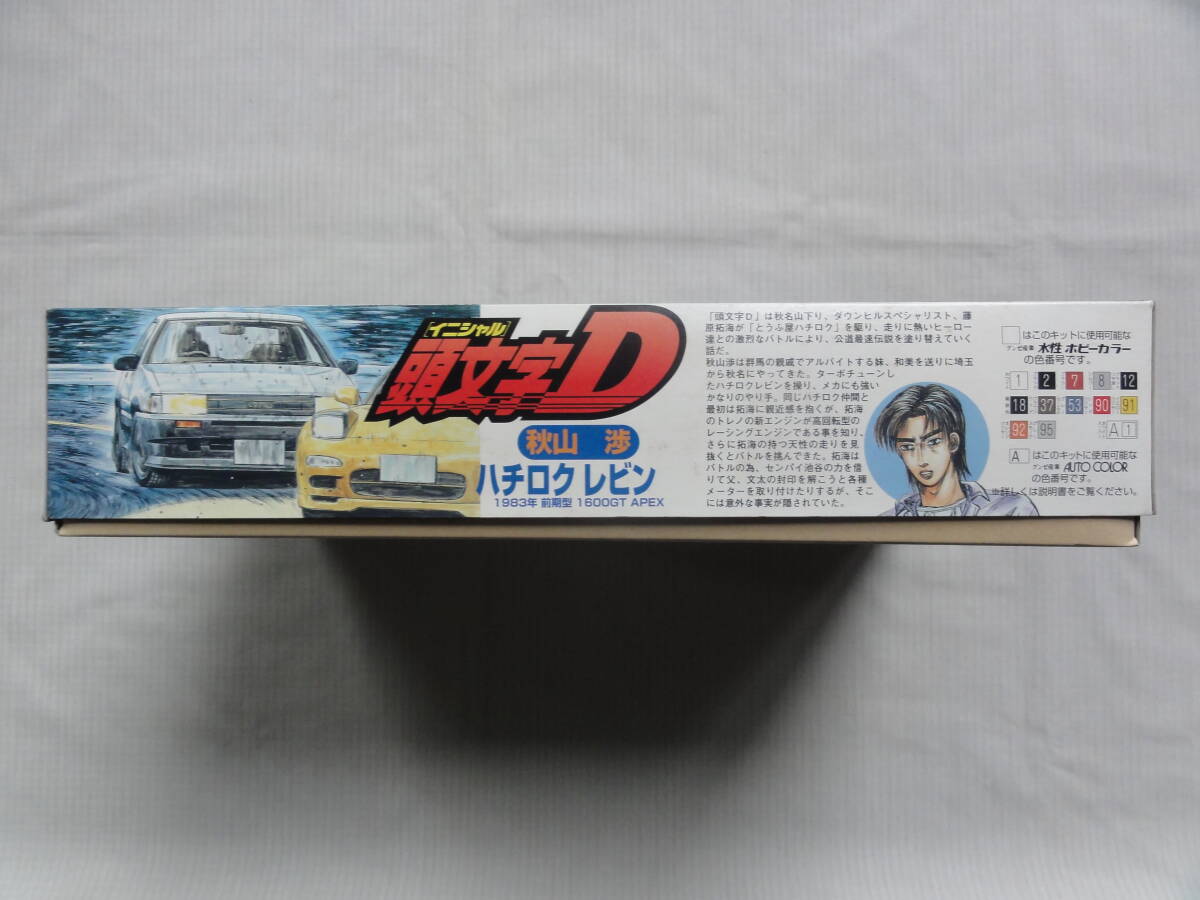 [イニシャル]
頭文字D
秋山 渉
ハチロク レビン
1983年 前期型 1600GT APEX
「頭文字D」は秋名山下り、ダウンヒルスペシャリスト、藤
原拓海が「とうふ屋ハチロク」を駆り、走りに熱いヒーロー
達との激烈なバトルにより、公道最速伝説を塗り替えていく
話だ。
秋山渉は群馬の親戚でアルバイトする妹、和美を送りに埼玉
から秋名にやってきた。ターボチューンし
たハチロクレビンを操り、メカにも強い
かなりのやり手。同じハチロク仲間と
最初は拓海に親近感を抱くが、拓海
のトレノの新エンジンが高回転型の
レーシングエンジンである事を知り、
さらに拓海の持つ天性の走りを見
抜くとバトルを挑んできた。拓海は
バトルの為、センパイ池谷の力を借
りて父、文太の封印を解こうと各種
メーターを取り付けたりするが、そこ
には意外な事実が隠されていた。
はこのキットに使用可能な
グンゼ産業 水性 ホビーカラー
の色番号です。
1 2 7 8 12
18 37 53 90 91
92 95 A 1
A はこのキットに使用可能な
グンゼ産業 AUTO COLOR
の色番号です。
※詳しくは説明書をご覧ください。